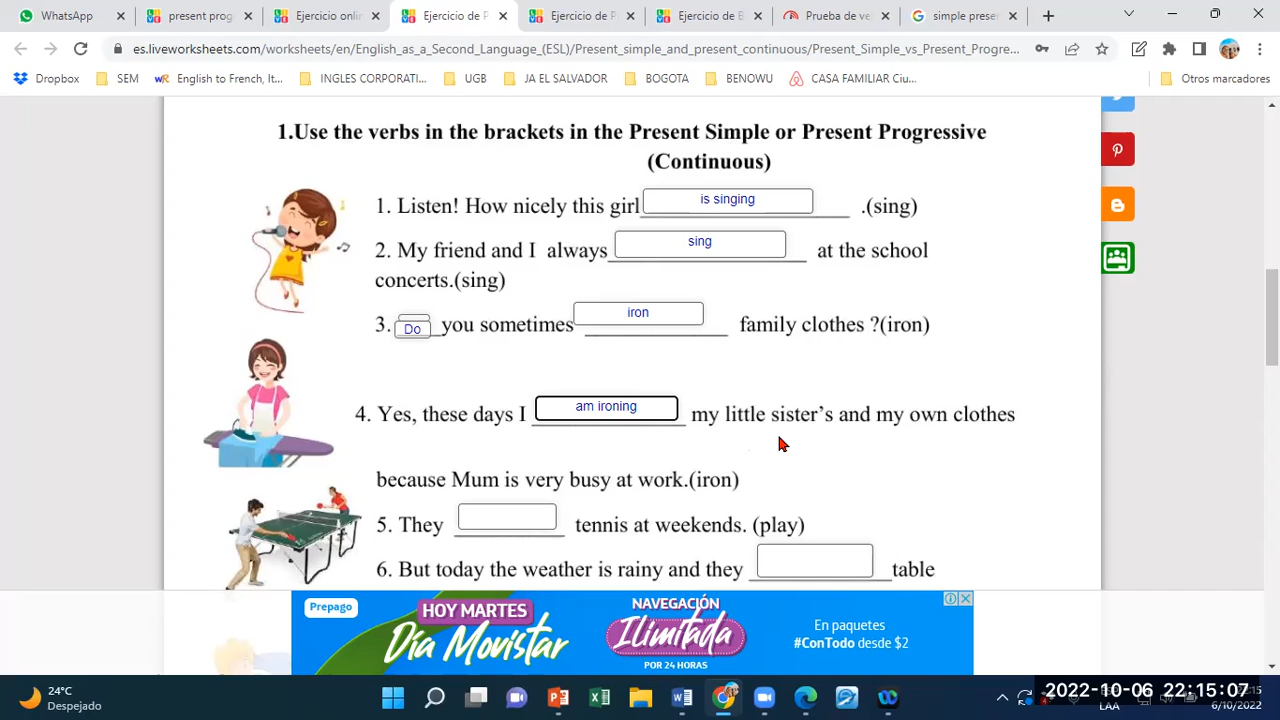 WhatsApp
present prog
Ejercicio onli
Ejercicio de P
Ejercicio de P
Ejercicio de B
Prueba de ve
simple prese
es.liveworksheets.com/worksheets/en/English_as_a_Second_Language_(ESL)/Present_simple_and_present_continuous/Present_Simple_vs_Present_Progre...
Dropbox
SEM
English to French, It...
INGLES CORPORATI...
UGB
JA EL SALVADOR
BOGOTA
BENOWU
CASA FAMILIAR Ciu...
Otros marcadores
1.Use the verbs in the brackets in the Present Simple or Present Progressive
(Continuous)
1. Listen! How nicely this girl is singing .(sing)
2. My friend and I always sing at the school
concerts.(sing)
3. Do you sometimes iron family clothes ?(iron)
4. Yes, these days I am ironing my little sister's and my own clothes
because Mum is very busy at work.(iron)
5. They tennis at weekends. (play)
6. But today the weather is rainy and they table
Prepago
HOY MARTES
Día Movistar
NAVEGACIÓN
Ilimitada
POR 24 HORAS
En paquetes
#ConTodo desde $2
24°C
Despejado
LAA
2022-10-06 22:15:07
6/10/2022